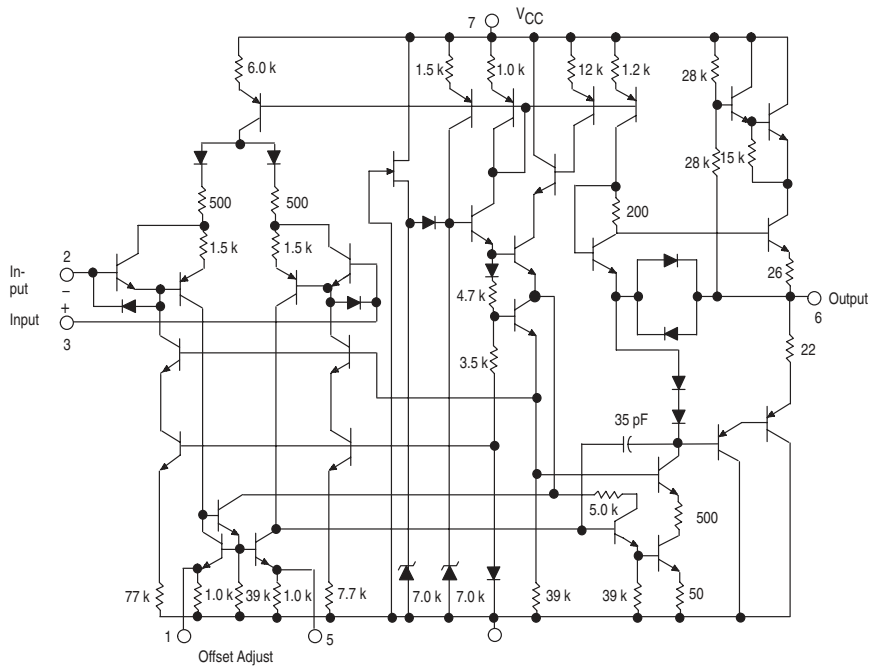 7
VCC
6.0 k
1.5 k
1.0 k
12 k
1.2 k
28 k
28 k
15 k
500
500
200
2
In-
put
−
1.5 k
1.5 k
26
+
Input
3
Output
6
4.7 k
22
3.5 k
35 pF
5.0 k
500
77 k
1.0 k
39 k
1.0 k
7.7 k
7.0 k
7.0 k
39 k
39 k
50
1
5
Offset Adjust